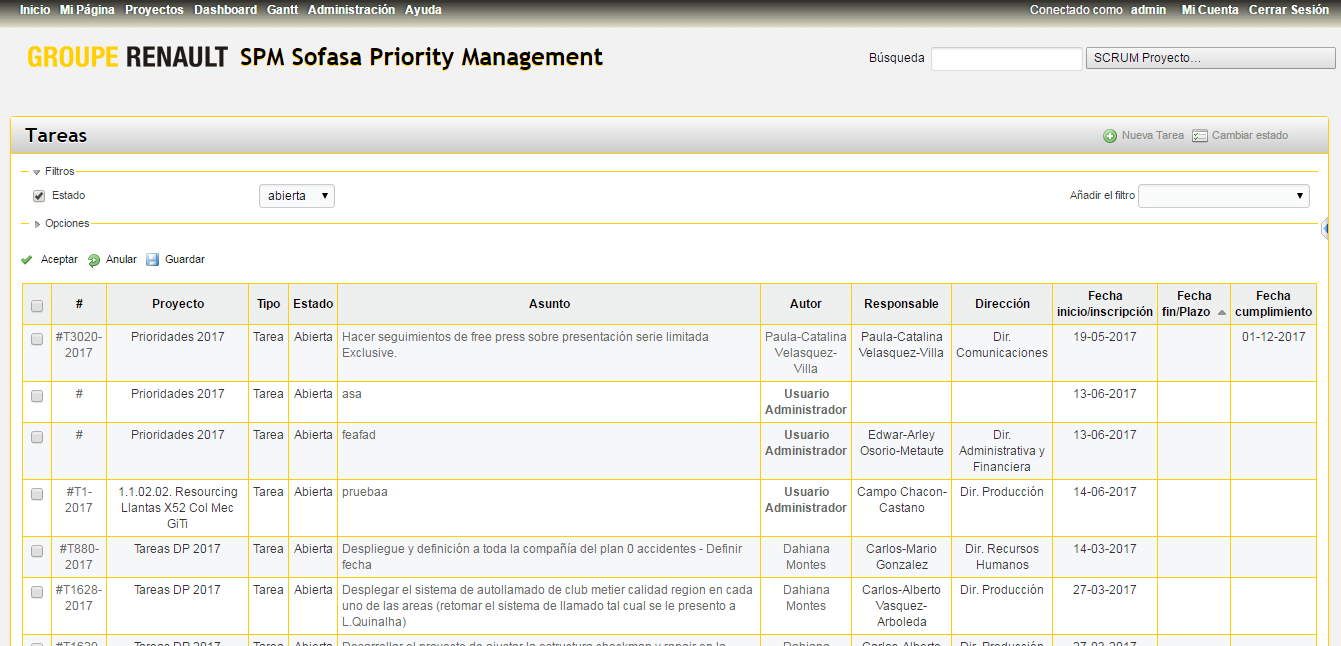 Inicio Mi Página Proyectos Dashboard Gantt Administración Ayuda Conectado como admin Mi Cuenta Cerrar Sesión
GROUPE RENAULT SPM Sofasa Priority Management Búsqueda SCRUM Proyecto...
Tareas Nueva Tarea Cambiar estado
Filtros
Estado abierta Añadir el filtro
Opciones
Aceptar Anular Guardar
# Proyecto Tipo Estado Asunto Autor Responsable Dirección Fecha inicio/inscripción Fecha fin/Plazo Fecha cumplimiento
#T3020-2017 Prioridades 2017 Tarea Abierta Hacer seguimientos de free press sobre presentación serie limitada Exclusive. Paula-Catalina Velasquez-Villa Paula-Catalina Velasquez-Villa Dir. Comunicaciones 19-05-2017 01-12-2017
# Prioridades 2017 Tarea Abierta asa Usuario Administrador 13-06-2017
# Prioridades 2017 Tarea Abierta feafad Usuario Administrador Edwar-Arley Osorio-Metaute Dir. Administrativa y Financiera 13-06-2017
#T1-2017 1.1.02.02. Resourcing Llantas X52 Col Mec GiTi Tarea Abierta pruebaa Usuario Administrador Campo Chacon-Castano Dir. Producción 14-06-2017
#T880-2017 Tareas DP 2017 Tarea Abierta Despliegue y definición a toda la compañía del plan 0 accidentes - Definir fecha Dahiana Montes Carlos-Mario Gonzalez Dir. Recursos Humanos 14-03-2017
#T1628-2017 Tareas DP 2017 Tarea Abierta Desplegar el sistema de autollamado de club metier calidad region en cada uno de las areas (retomar el sistema de llamado tal cual se le presento a L.Quinalha) Dahiana Montes Carlos-Alberto Vasquez-Arboleda Dir. Producción 27-03-2017